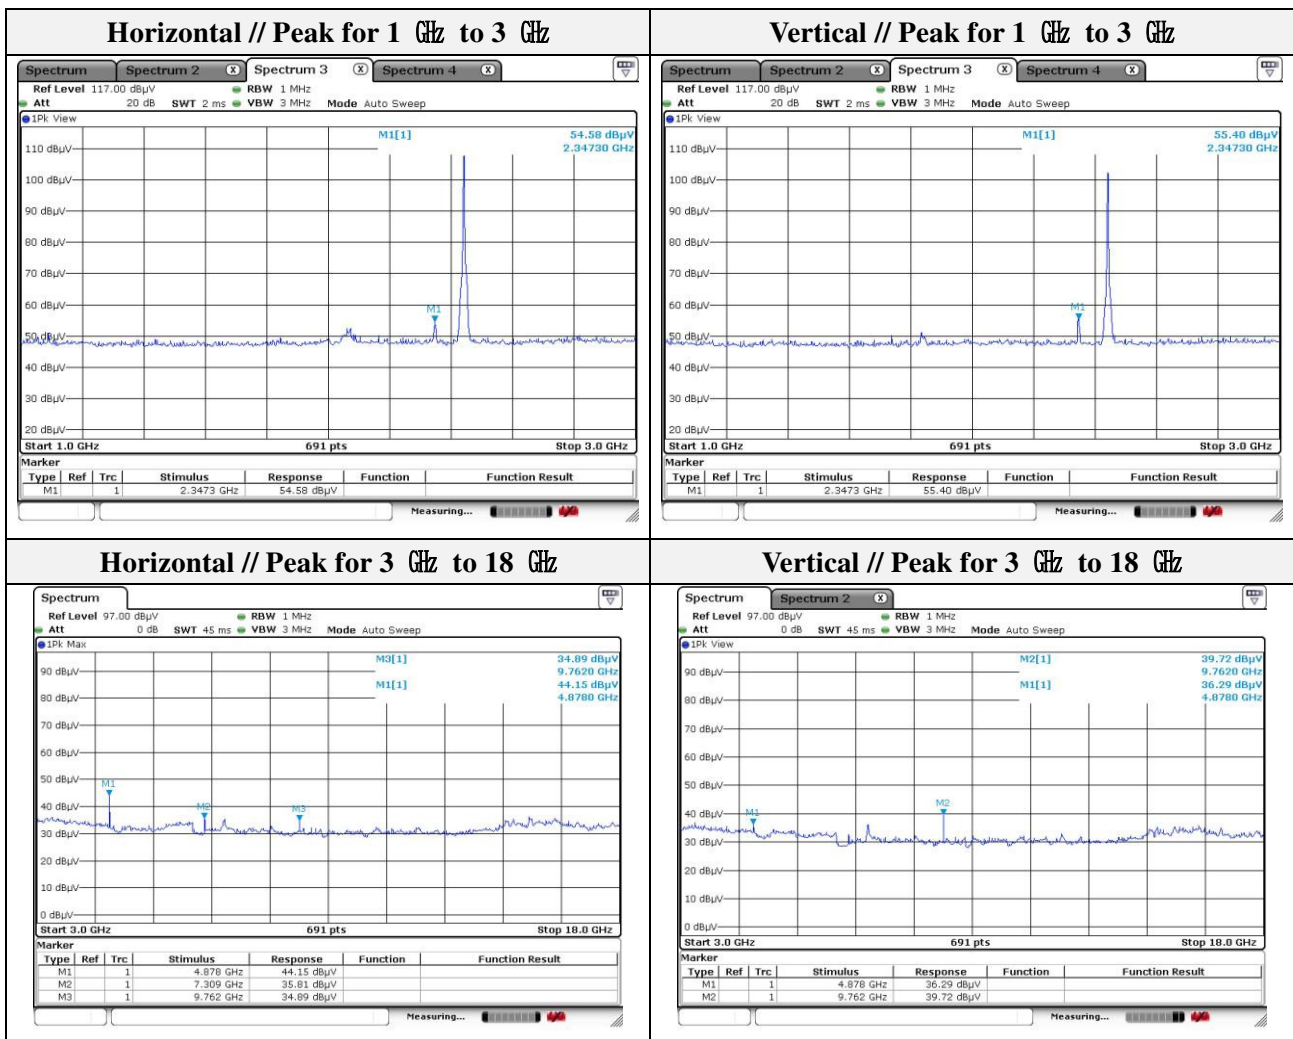 Horizontal // Peak for 1 ㎓ to 3 ㎓
Spectrum Spectrum 2 X Spectrum 3 X Spectrum 4 X
Ref Level 117.00 dBµV RBW 1 MHz
Att 20 dB SWT 2 ms VBW 3 MHz Mode Auto Sweep
1Pk View
M1[1] 54.58 dBµV
2.34730 GHz
110 dBµV
100 dBµV
90 dBµV
80 dBµV
70 dBµV
60 dBµV
M1
50 dBµV
40 dBµV
30 dBµV
20 dBµV
Start 1.0 GHz 691 pts Stop 3.0 GHz
Marker
Type Ref Trc Stimulus Response Function Function Result
M1 1 2.3473 GHz 54.58 dBµV
Measuring...
Vertical // Peak for 1 ㎓ to 3 ㎓
Spectrum Spectrum 2 X Spectrum 3 X Spectrum 4 X
Ref Level 117.00 dBµV RBW 1 MHz
Att 20 dB SWT 2 ms VBW 3 MHz Mode Auto Sweep
1Pk View
M1[1] 55.40 dBµV
2.34730 GHz
110 dBµV
100 dBµV
90 dBµV
80 dBµV
70 dBµV
60 dBµV
M1
50 dBµV
40 dBµV
30 dBµV
20 dBµV
Start 1.0 GHz 691 pts Stop 3.0 GHz
Marker
Type Ref Trc Stimulus Response Function Function Result
M1 1 2.3473 GHz 55.40 dBµV
Measuring...
Horizontal // Peak for 3 ㎓ to 18 ㎓
Spectrum
Ref Level 97.00 dBµV RBW 1 MHz
Att 0 dB SWT 45 ms VBW 3 MHz Mode Auto Sweep
1Pk Max
M3[1] 34.89 dBµV
9.7620 GHz
M1[1] 44.15 dBµV
4.8780 GHz
90 dBµV
80 dBµV
70 dBµV
60 dBµV
50 dBµV
M1
40 dBµV
M2 M3
30 dBµV
20 dBµV
10 dBµV
0 dBµV
Start 3.0 GHz 691 pts Stop 18.0 GHz
Marker
Type Ref Trc Stimulus Response Function Function Result
M1 1 4.878 GHz 44.15 dBµV
M2 1 7.309 GHz 35.81 dBµV
M3 1 9.762 GHz 34.89 dBµV
Measuring...
Vertical // Peak for 3 ㎓ to 18 ㎓
Spectrum Spectrum 2 X
Ref Level 97.00 dBµV RBW 1 MHz
Att 0 dB SWT 45 ms VBW 3 MHz Mode Auto Sweep
1Pk View
M2[1] 39.72 dBµV
9.7620 GHz
M1[1] 36.29 dBµV
4.8780 GHz
90 dBµV
80 dBµV
70 dBµV
60 dBµV
50 dBµV
M2
40 dBµV
M1
30 dBµV
20 dBµV
10 dBµV
0 dBµV
Start 3.0 GHz 691 pts Stop 18.0 GHz
Marker
Type Ref Trc Stimulus Response Function Function Result
M1 1 4.878 GHz 36.29 dBµV
M2 1 9.762 GHz 39.72 dBµV
Measuring...